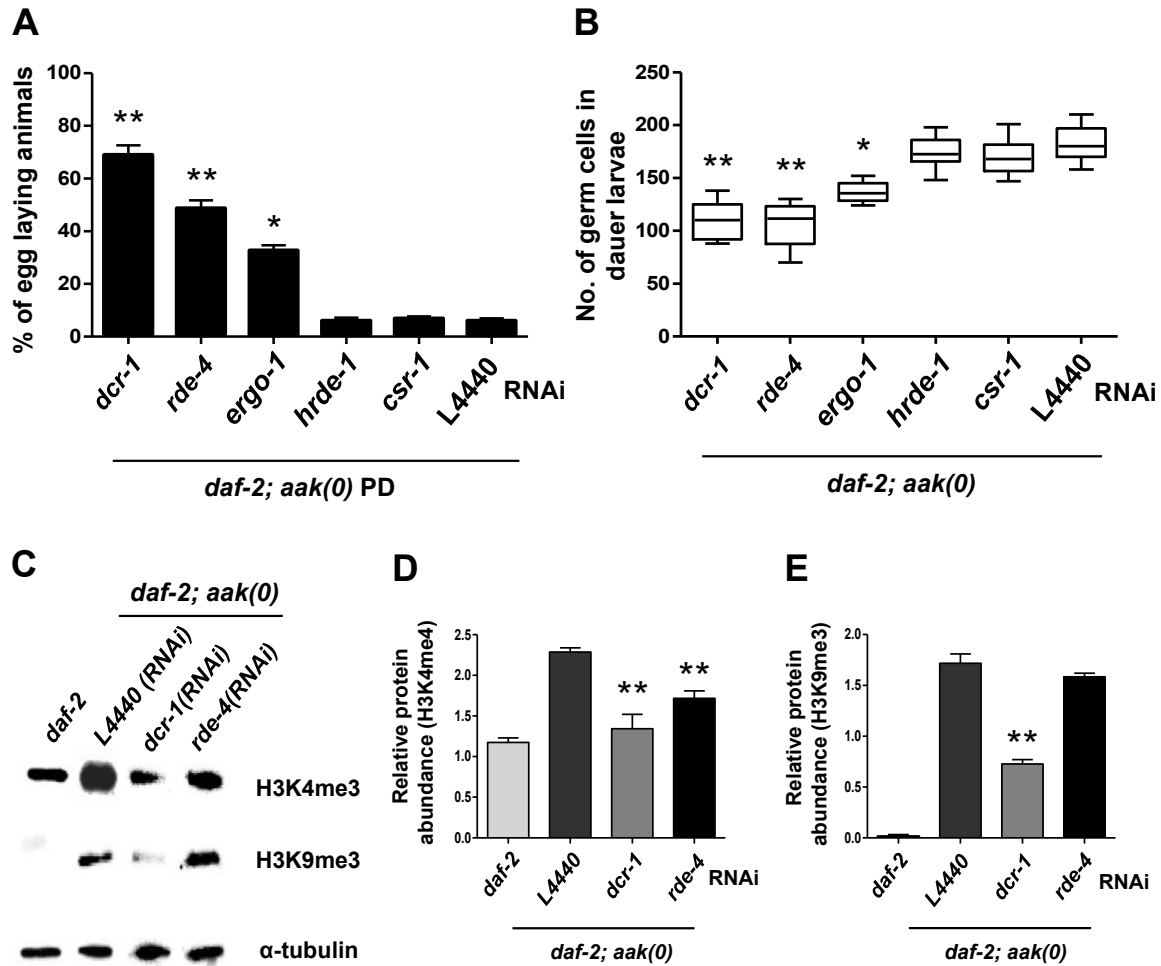 A
% of egg laying animals
100
80
60
40
20
0
**
**
*
dcr-1
rde-4
ergo-1
hrde-1
csr-1
L4440
RNAi
daf-2; aak(0) PD
B
No. of germ cells in
dauer larvae
250
200
150
100
50
0
**
**
*
dcr-1
rde-4
ergo-1
hrde-1
csr-1
L4440
RNAi
daf-2; aak(0)
C
daf-2; aak(0)
daf-2
L4440 (RNAi)
dcr-1(RNAi)
rde-4(RNAi)
H3K4me3
H3K9me3
α-tubulin
D
Relative protein
abundance (H3K4me4)
2.5
2.0
1.5
1.0
0.5
0.0
**
**
daf-2
L4440
dcr-1
rde-4
RNAi
daf-2; aak(0)
E
Relative protein
abundance (H3K9me3)
2.0
1.5
1.0
0.5
0.0
**
daf-2
L4440
dcr-1
rde-4
RNAi
daf-2; aak(0)